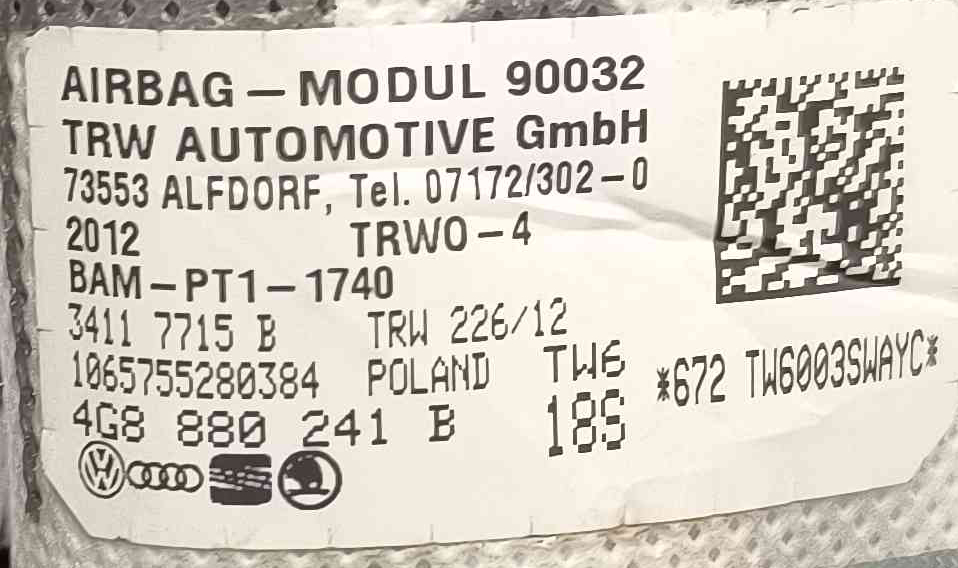 AIRBAG – MODUL 90032
TRW AUTOMOTIVE GmbH
73553 ALFDORF, Tel. 07172/302–0
2012 TRWO–4
BAM–PT1–1740
3411 7715 B TRW 226/12
1065755280384 POLAND TW6
*672 TW6003SWAYC*
4G8 880 241 B 18S